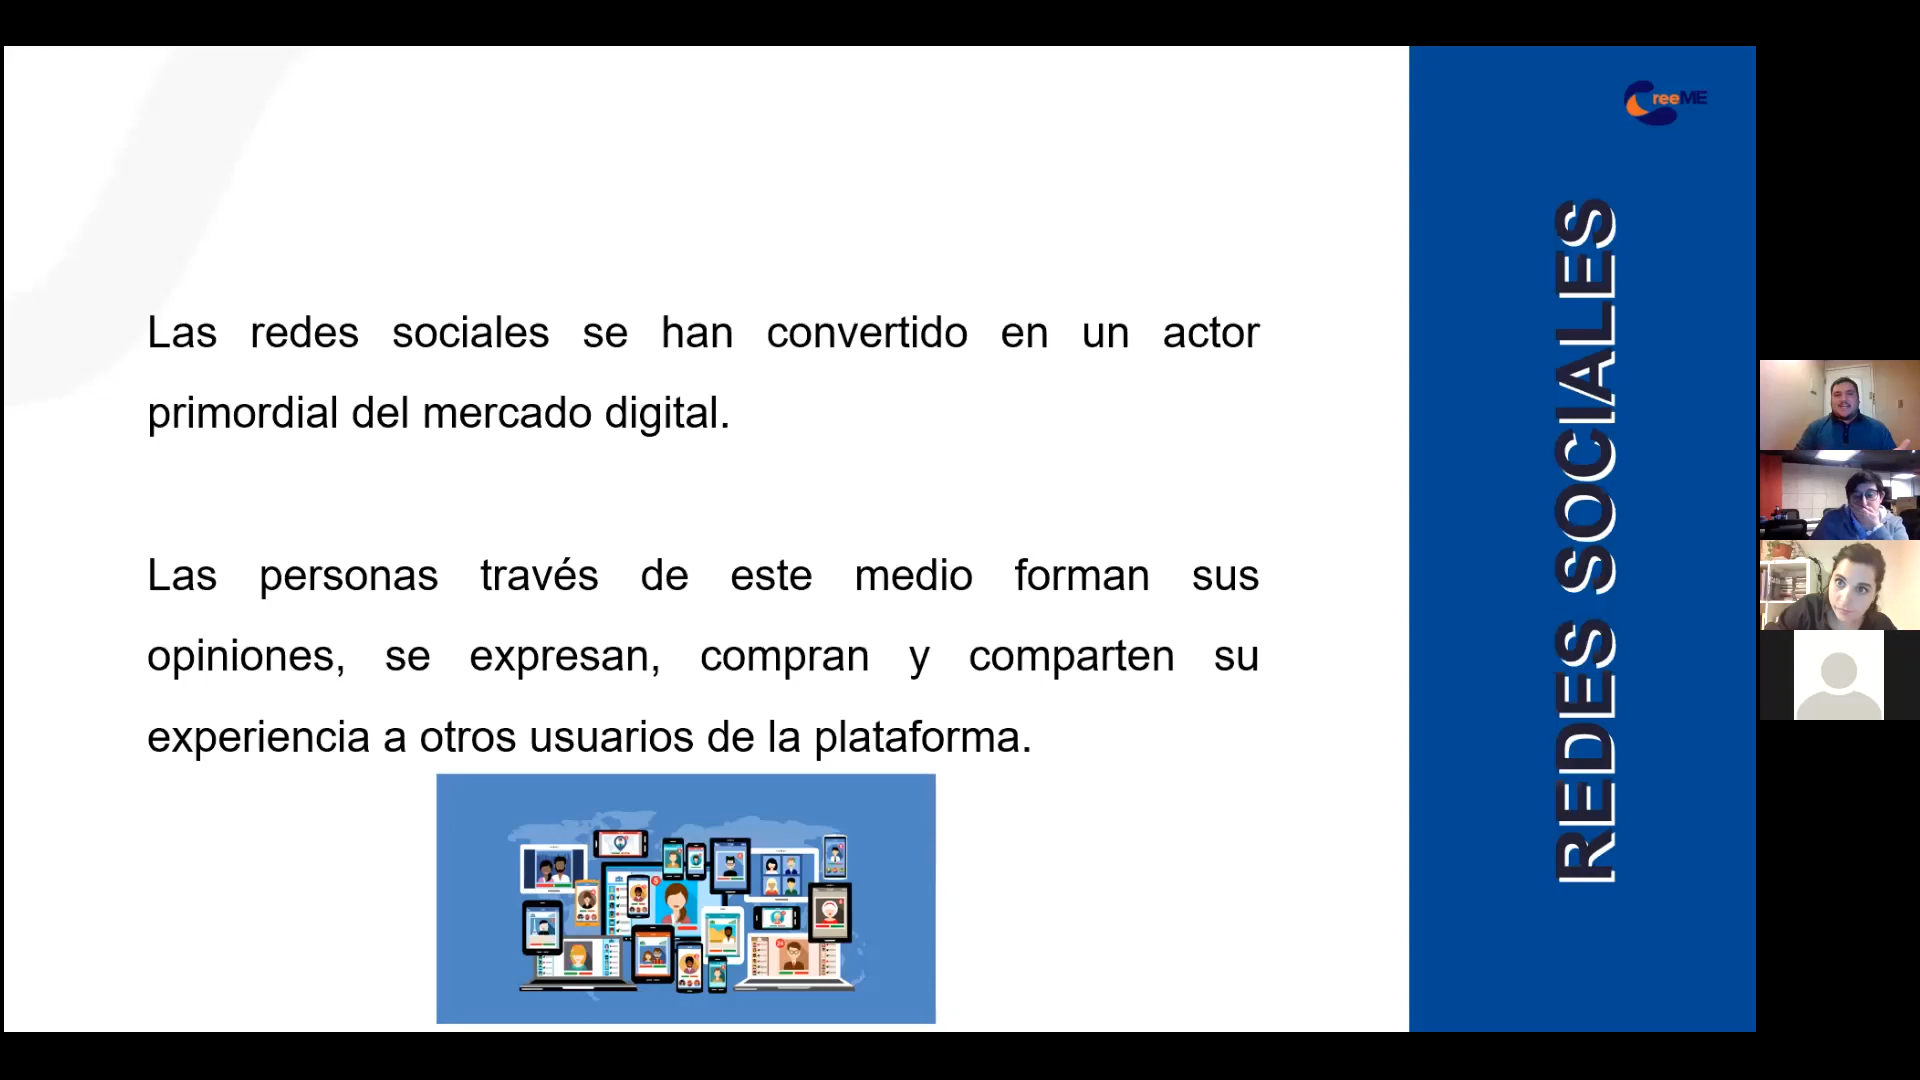 Las redes sociales se han convertido en un actor
primordial del mercado digital.
Las personas través de este medio forman sus
opiniones, se expresan, compran y comparten su
experiencia a otros usuarios de la plataforma.
reeME
REDES SOCIALES